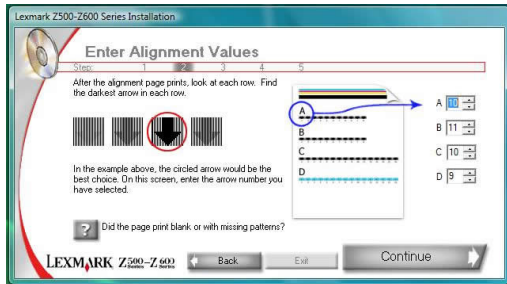 Lexmark Z500-Z600 Series Installation
Enter Alignment Values
Step: 1 2 3 4 5
After the alignment page prints, look at each row. Find
the darkest arrow in each row.
A
B
C
D
A 10
B 11
C 10
D 9
In the example above, the circled arrow would be the
best choice. On this screen, enter the arrow number you
have selected.
? Did the page print blank or with missing patterns?
LEXMARK Z500-Z600 Series Series
Back
Exit
Continue